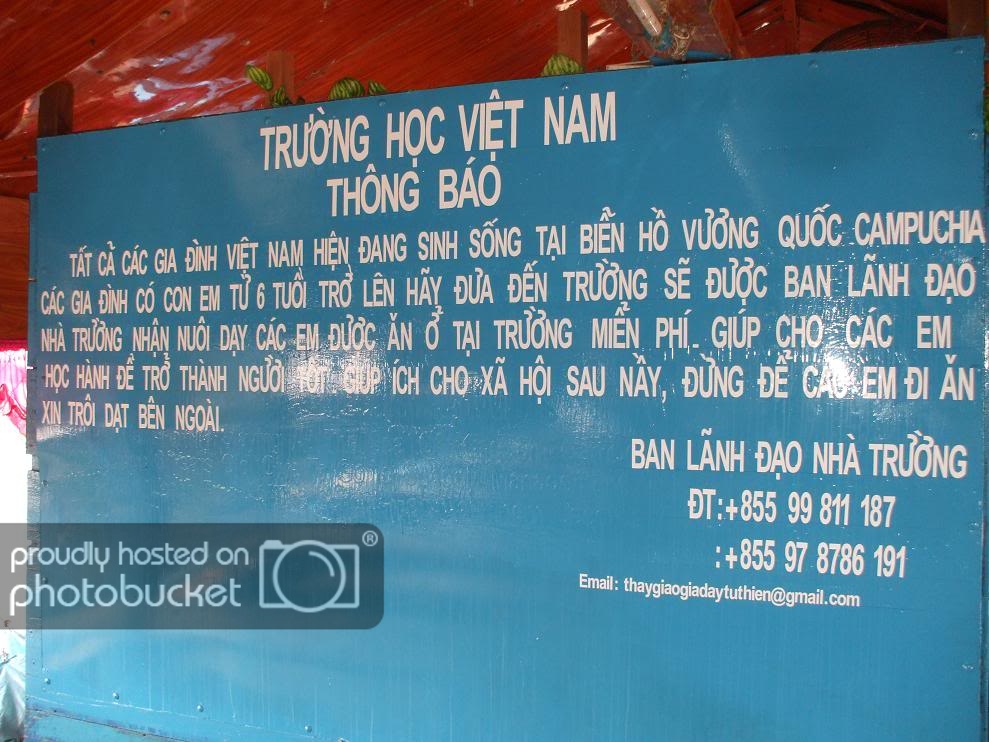 TRƯỜNG HỌC VIỆT NAM
THÔNG BÁO
TẤT CẢ CÁC GIA ĐÌNH VIỆT NAM HIỆN ĐANG SINH SỐNG TẠI BIỂN HỒ VƯƠNG QUỐC CAMPUCHIA
CÁC GIA ĐÌNH CÓ CON EM TỪ 6 TUỔI TRỞ LÊN HÃY ĐƯA ĐẾN TRƯỜNG SẼ ĐƯỢC BAN LÃNH ĐẠO
NHÀ TRƯỜNG NHẬN NUÔI DẠY CÁC EM ĐƯỢC ĂN Ở TẠI TRƯỜNG MIỄN PHÍ. GIÚP CHO CÁC EM
HỌC HÀNH ĐỂ TRỞ THÀNH NGƯỜI TỐT GIÚP ÍCH CHO XÃ HỘI SAU NẦY, ĐỪNG ĐỂ CÁC EM ĐI ĂN
XIN TRÔI DẠT BÊN NGOÀI.
BAN LÃNH ĐẠO NHÀ TRƯỜNG
ĐT:+855 99 811 187
:+855 97 8786 191
Email: thaygiaogiadaytuthien@gmail.com
proudly hosted on
photobucket ®